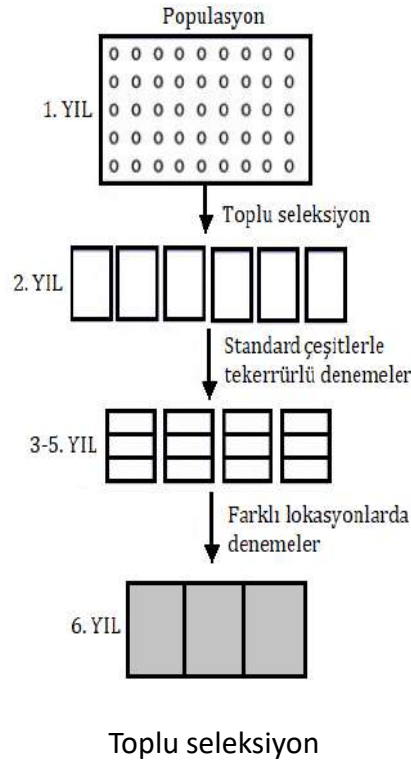 Populasyon
1. YIL
Toplu seleksiyon
2. YIL
Standard çeşitlerle
tekerrürlü denemeler
3-5. YIL
Farklı lokasyonlarda
denemeler
6. YIL
Toplu seleksiyon